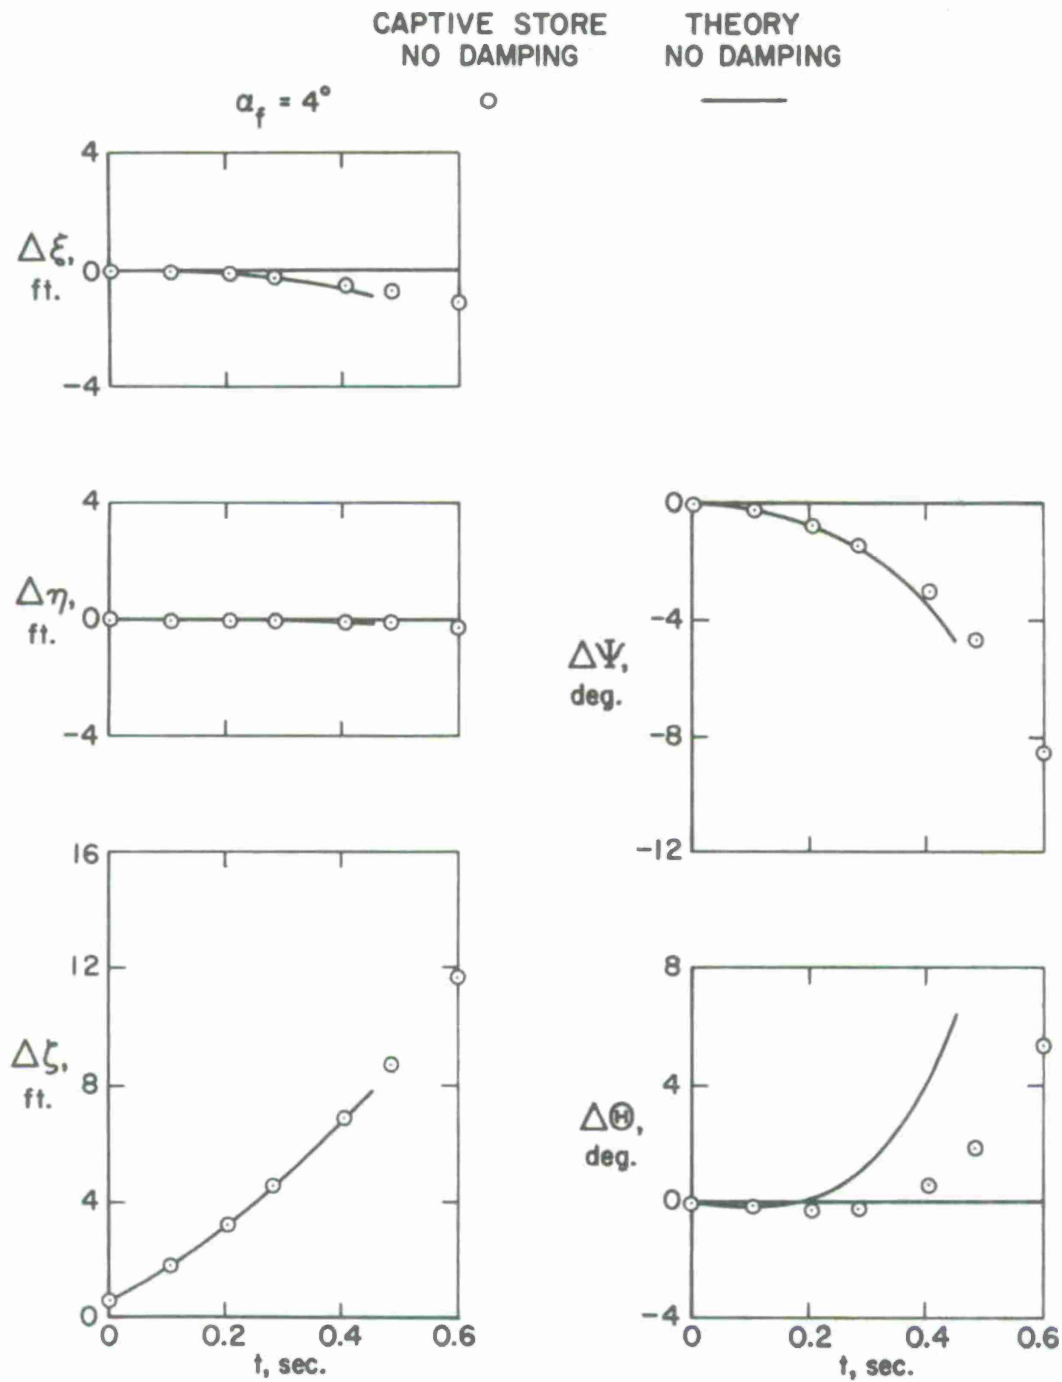 CAPTIVE STORE THEORY
NO DAMPING NO DAMPING
α_f = 4°
4
Δξ,
ft.
0
-4
4
Δη,
ft.
0
-4
0
-4
ΔΨ,
deg.
-8
-12
16
12
Δζ,
ft.
8
4
0
0 0.2 0.4 0.6
t, sec.
8
4
ΔΘ,
deg.
0
-4
0 0.2 0.4 0.6
t, sec.